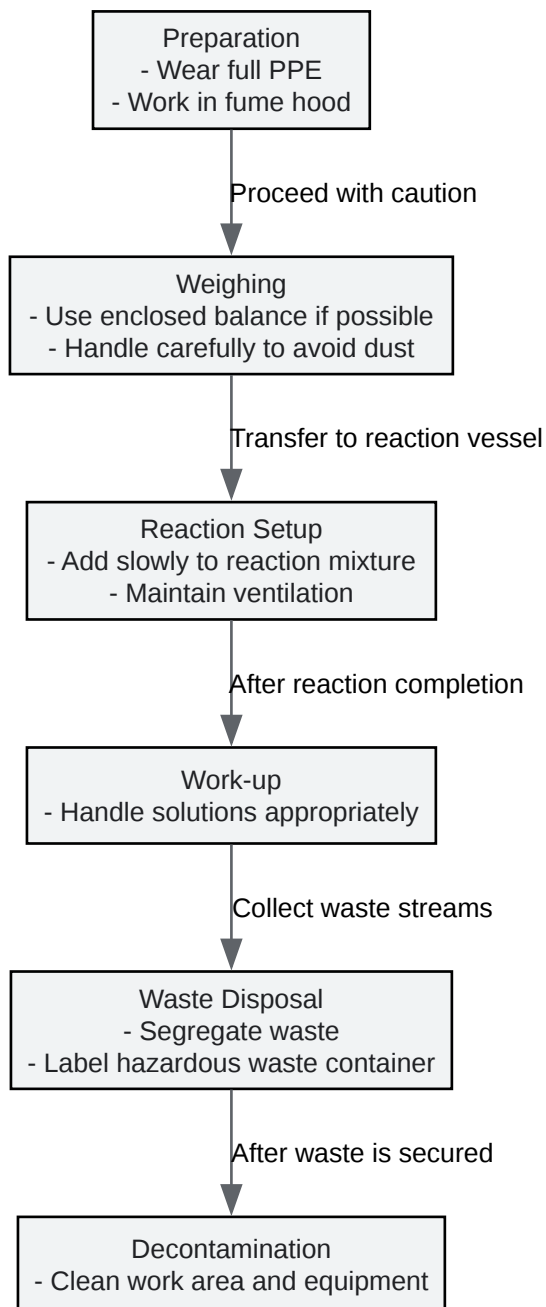 Preparation
- Wear full PPE
- Work in fume hood
Proceed with caution
Weighing
- Use enclosed balance if possible
- Handle carefully to avoid dust
Transfer to reaction vessel
Reaction Setup
- Add slowly to reaction mixture
- Maintain ventilation
After reaction completion
Work-up
- Handle solutions appropriately
Collect waste streams
Waste Disposal
- Segregate waste
- Label hazardous waste container
After waste is secured
Decontamination
- Clean work area and equipment